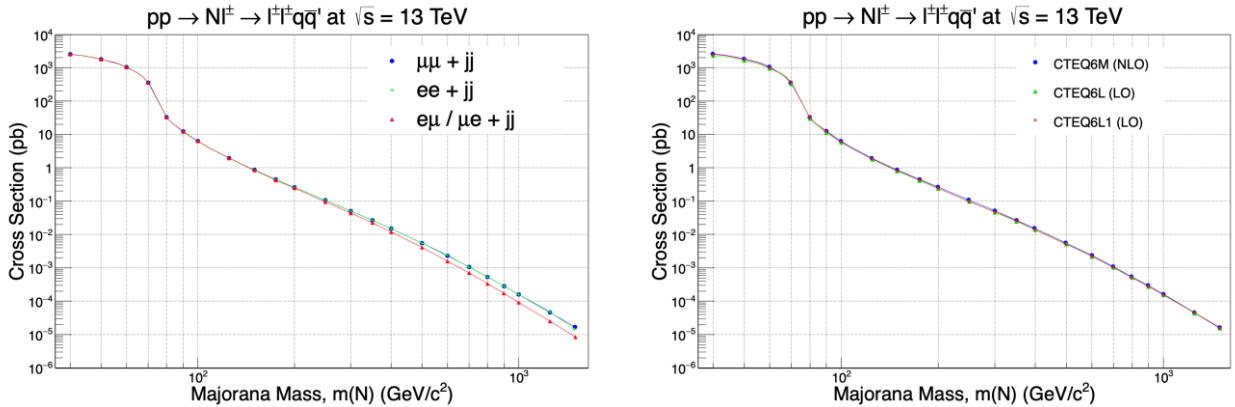 pp → Nl± → l±l±qq̅' at √s = 13 TeV
Cross Section (pb)
10⁴
10³
10²
10
1
10⁻¹
10⁻²
10⁻³
10⁻⁴
10⁻⁵
10⁻⁶
μμ + jj
ee + jj
eμ / μe + jj
10²
10³
Majorana Mass, m(N) (GeV/c²)
pp → Nl± → l±l±qq̅' at √s = 13 TeV
Cross Section (pb)
10⁴
10³
10²
10
1
10⁻¹
10⁻²
10⁻³
10⁻⁴
10⁻⁵
10⁻⁶
CTEQ6M (NLO)
CTEQ6L (LO)
CTEQ6L1 (LO)
10²
10³
Majorana Mass, m(N) (GeV/c²)